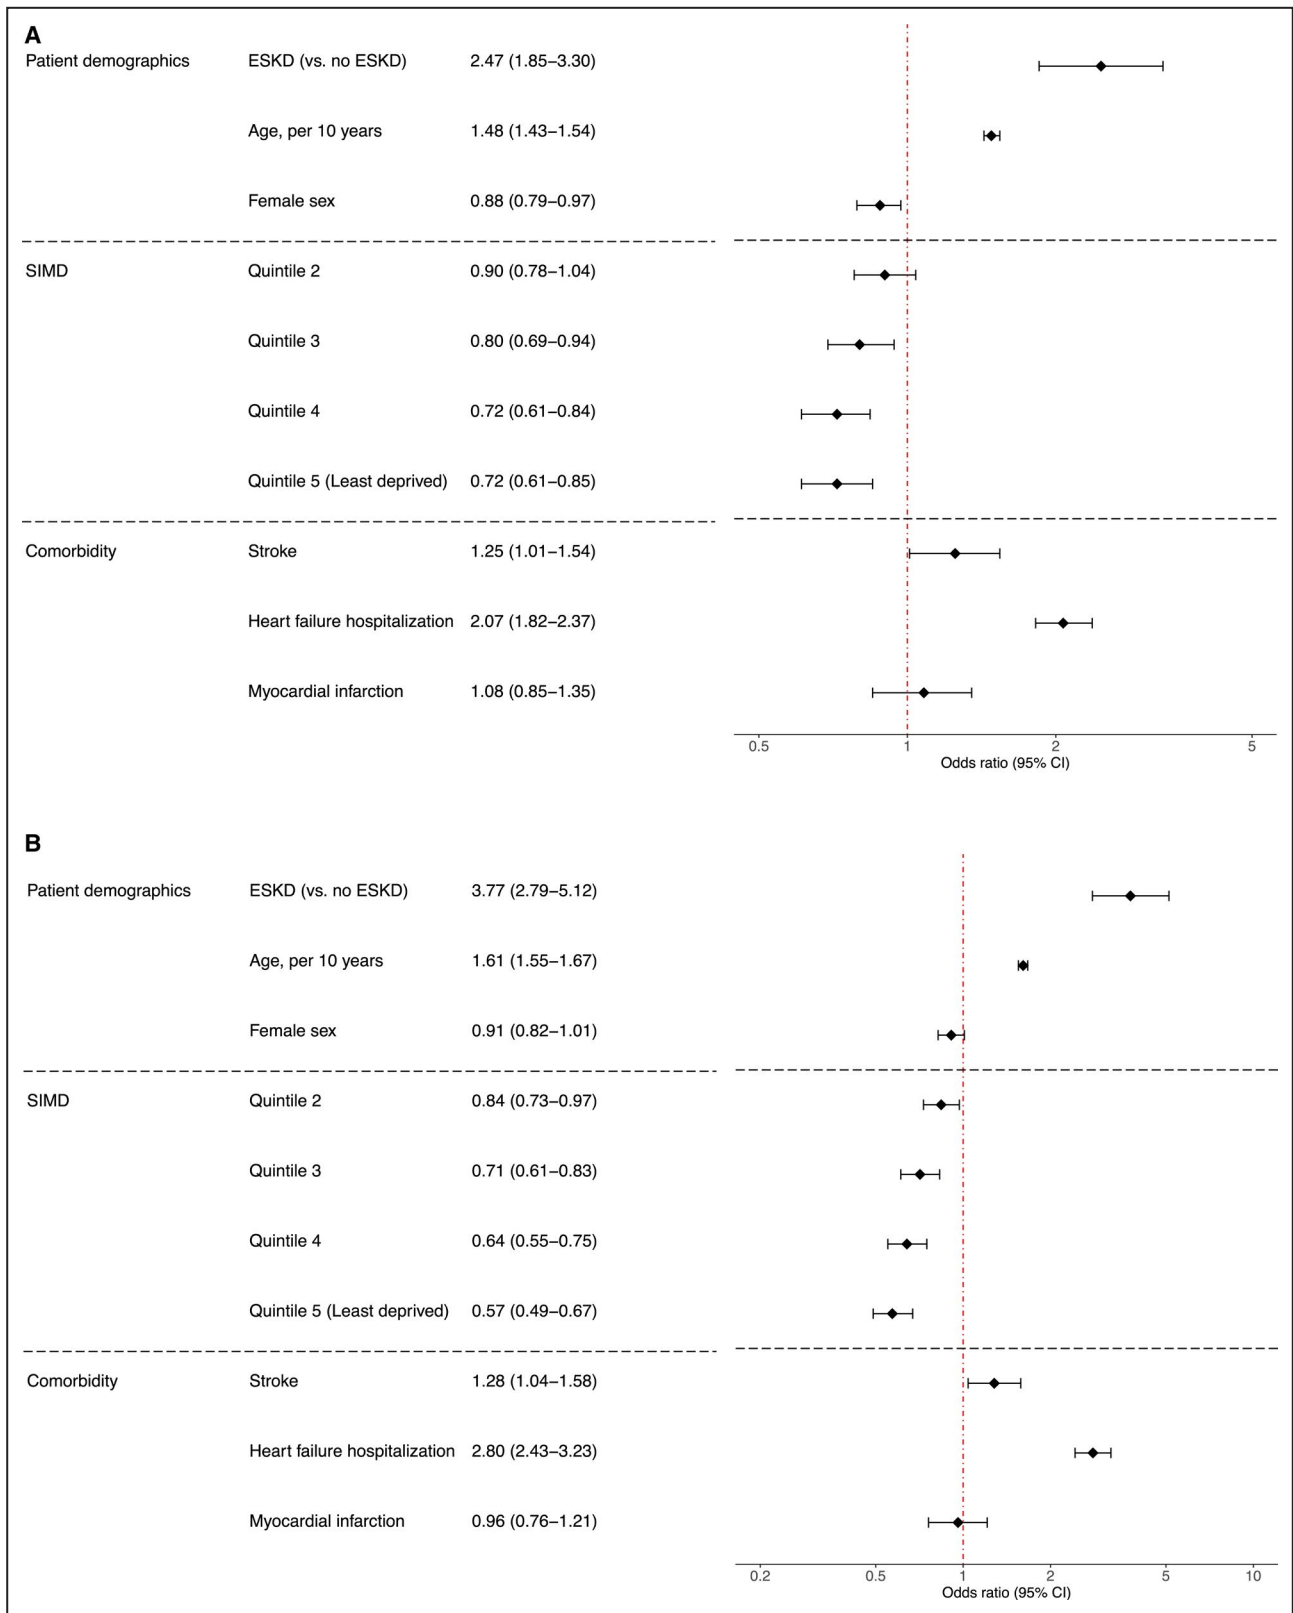 A
Patient demographics ESKD (vs. no ESKD) 2.47 (1.85–3.30)
Age, per 10 years 1.48 (1.43–1.54)
Female sex 0.88 (0.79–0.97)
SIMD Quintile 2 0.90 (0.78–1.04)
Quintile 3 0.80 (0.69–0.94)
Quintile 4 0.72 (0.61–0.84)
Quintile 5 (Least deprived) 0.72 (0.61–0.85)
Comorbidity Stroke 1.25 (1.01–1.54)
Heart failure hospitalization 2.07 (1.82–2.37)
Myocardial infarction 1.08 (0.85–1.35)
0.5 1 2 5
Odds ratio (95% CI)
B
Patient demographics ESKD (vs. no ESKD) 3.77 (2.79–5.12)
Age, per 10 years 1.61 (1.55–1.67)
Female sex 0.91 (0.82–1.01)
SIMD Quintile 2 0.84 (0.73–0.97)
Quintile 3 0.71 (0.61–0.83)
Quintile 4 0.64 (0.55–0.75)
Quintile 5 (Least deprived) 0.57 (0.49–0.67)
Comorbidity Stroke 1.28 (1.04–1.58)
Heart failure hospitalization 2.80 (2.43–3.23)
Myocardial infarction 0.96 (0.76–1.21)
0.2 0.5 1 2 5 10
Odds ratio (95% CI)